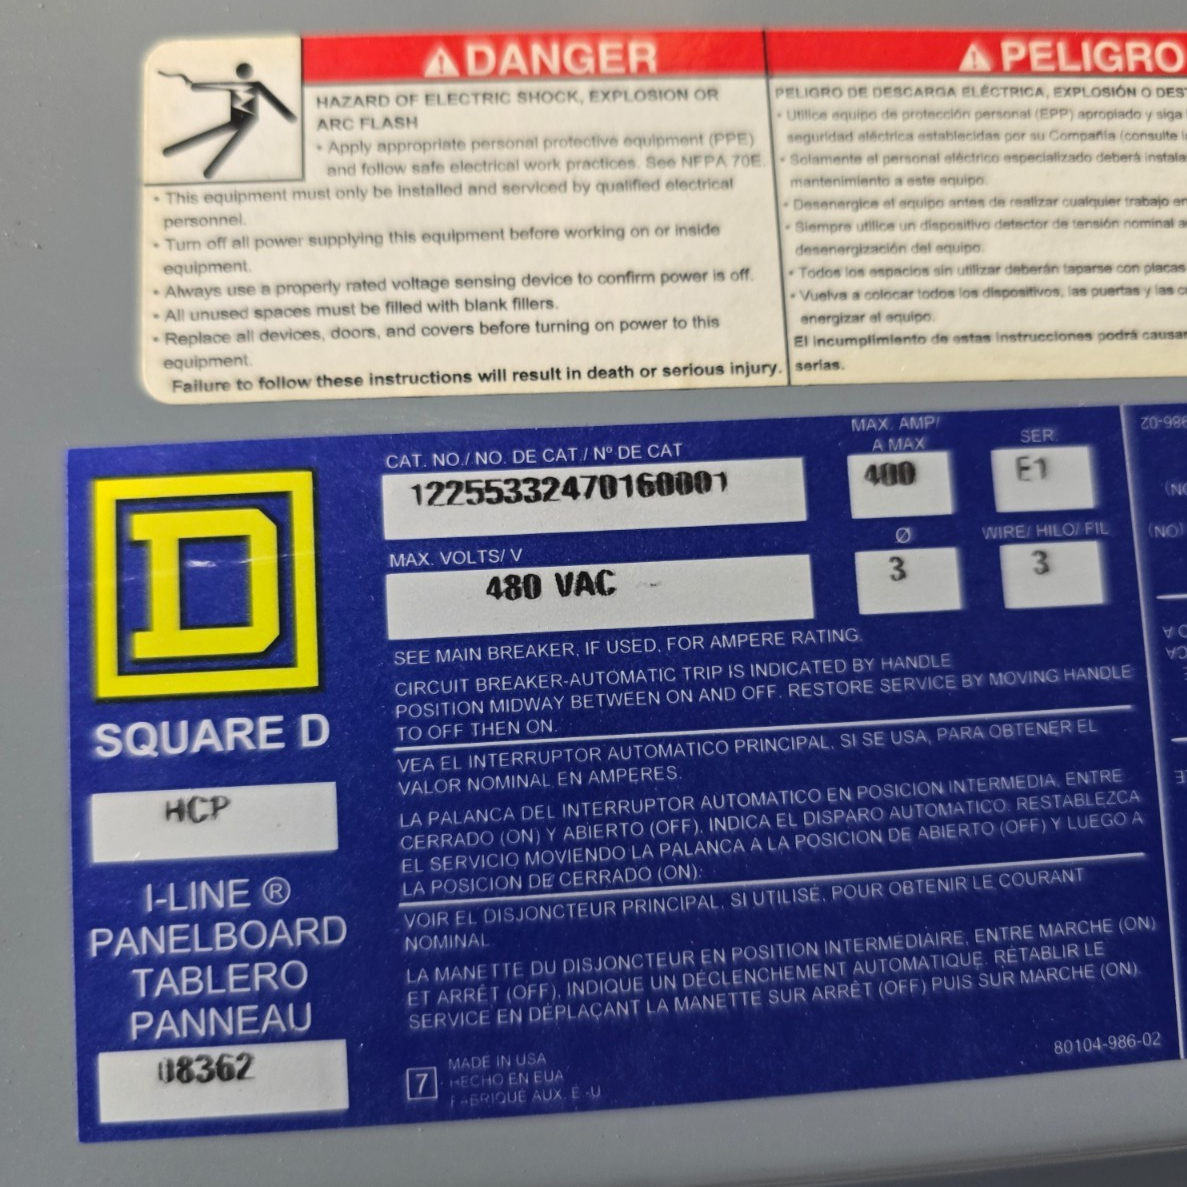 DANGER
HAZARD OF ELECTRIC SHOCK, EXPLOSION OR
ARC FLASH
• Apply appropriate personal protective equipment (PPE)
and follow safe electrical work practices. See NFPA 70E.
• This equipment must only be installed and serviced by qualified electrical
personnel.
• Turn off all power supplying this equipment before working on or inside
equipment.
• Always use a properly rated voltage sensing device to confirm power is off.
• All unused spaces must be filled with blank fillers.
• Replace all devices, doors, and covers before turning on power to this
equipment.
Failure to follow these instructions will result in death or serious injury.
PELIGRO
PELIGRO DE DESCARGA ELÉCTRICA, EXPLOSIÓN O DES
• Utilice equipo de protección personal (EPP) apropiado y siga
seguridad eléctrica establecidas por su Compañía (consulte
• Solamente el personal eléctrico especializado deberá instala
mantenimiento a este equipo.
• Desenergice el equipo antes de realizar cualquier trabajo en
• Siempre utilice un dispositivo detector de tensión nominal a
desenergización del equipo.
• Todos los espacios sin utilizar deberán taparse con placas
• Vuelva a colocar todos los dispositivos, las puertas y las
energizar el equipo.
El incumplimiento de estas instrucciones podrá causar
serias.
SQUARE D
HCP
I-LINE ®
PANELBOARD
TABLERO
PANNEAU
08362
CAT. NO./ NO. DE CAT./ Nº DE CAT
12255332470160001
MAX. AMP/
A MAX
400
SER
E1
MAX. VOLTS/ V
480 VAC
Ø
3
WIRE/ HILO/ FIL
3
SEE MAIN BREAKER, IF USED, FOR AMPERE RATING.
CIRCUIT BREAKER-AUTOMATIC TRIP IS INDICATED BY HANDLE
POSITION MIDWAY BETWEEN ON AND OFF. RESTORE SERVICE BY MOVING HANDLE
TO OFF THEN ON.
VEA EL INTERRUPTOR AUTOMATICO PRINCIPAL, SI SE USA, PARA OBTENER EL
VALOR NOMINAL EN AMPERES.
LA PALANCA DEL INTERRUPTOR AUTOMATICO EN POSICION INTERMEDIA, ENTRE
CERRADO (ON) Y ABIERTO (OFF), INDICA EL DISPARO AUTOMATICO. RESTABLEZCA
EL SERVICIO MOVIENDO LA PALANCA A LA POSICION DE ABIERTO (OFF) Y LUEGO A
LA POSICION DE CERRADO (ON).
VOIR EL DISJONCTEUR PRINCIPAL, SI UTILISÉ, POUR OBTENIR LE COURANT
NOMINAL
LA MANETTE DU DISJONCTEUR EN POSITION INTERMÉDIAIRE, ENTRE MARCHE (ON)
ET ARRÊT (OFF), INDIQUE UN DÉCLENCHEMENT AUTOMATIQUE. RÉTABLIR LE
SERVICE EN DÉPLAÇANT LA MANETTE SUR ARRÊT (OFF) PUIS SUR MARCHE (ON).
7
MADE IN USA
HECHO EN EUA
FABRIQUE AUX. É.-U
80104-986-02